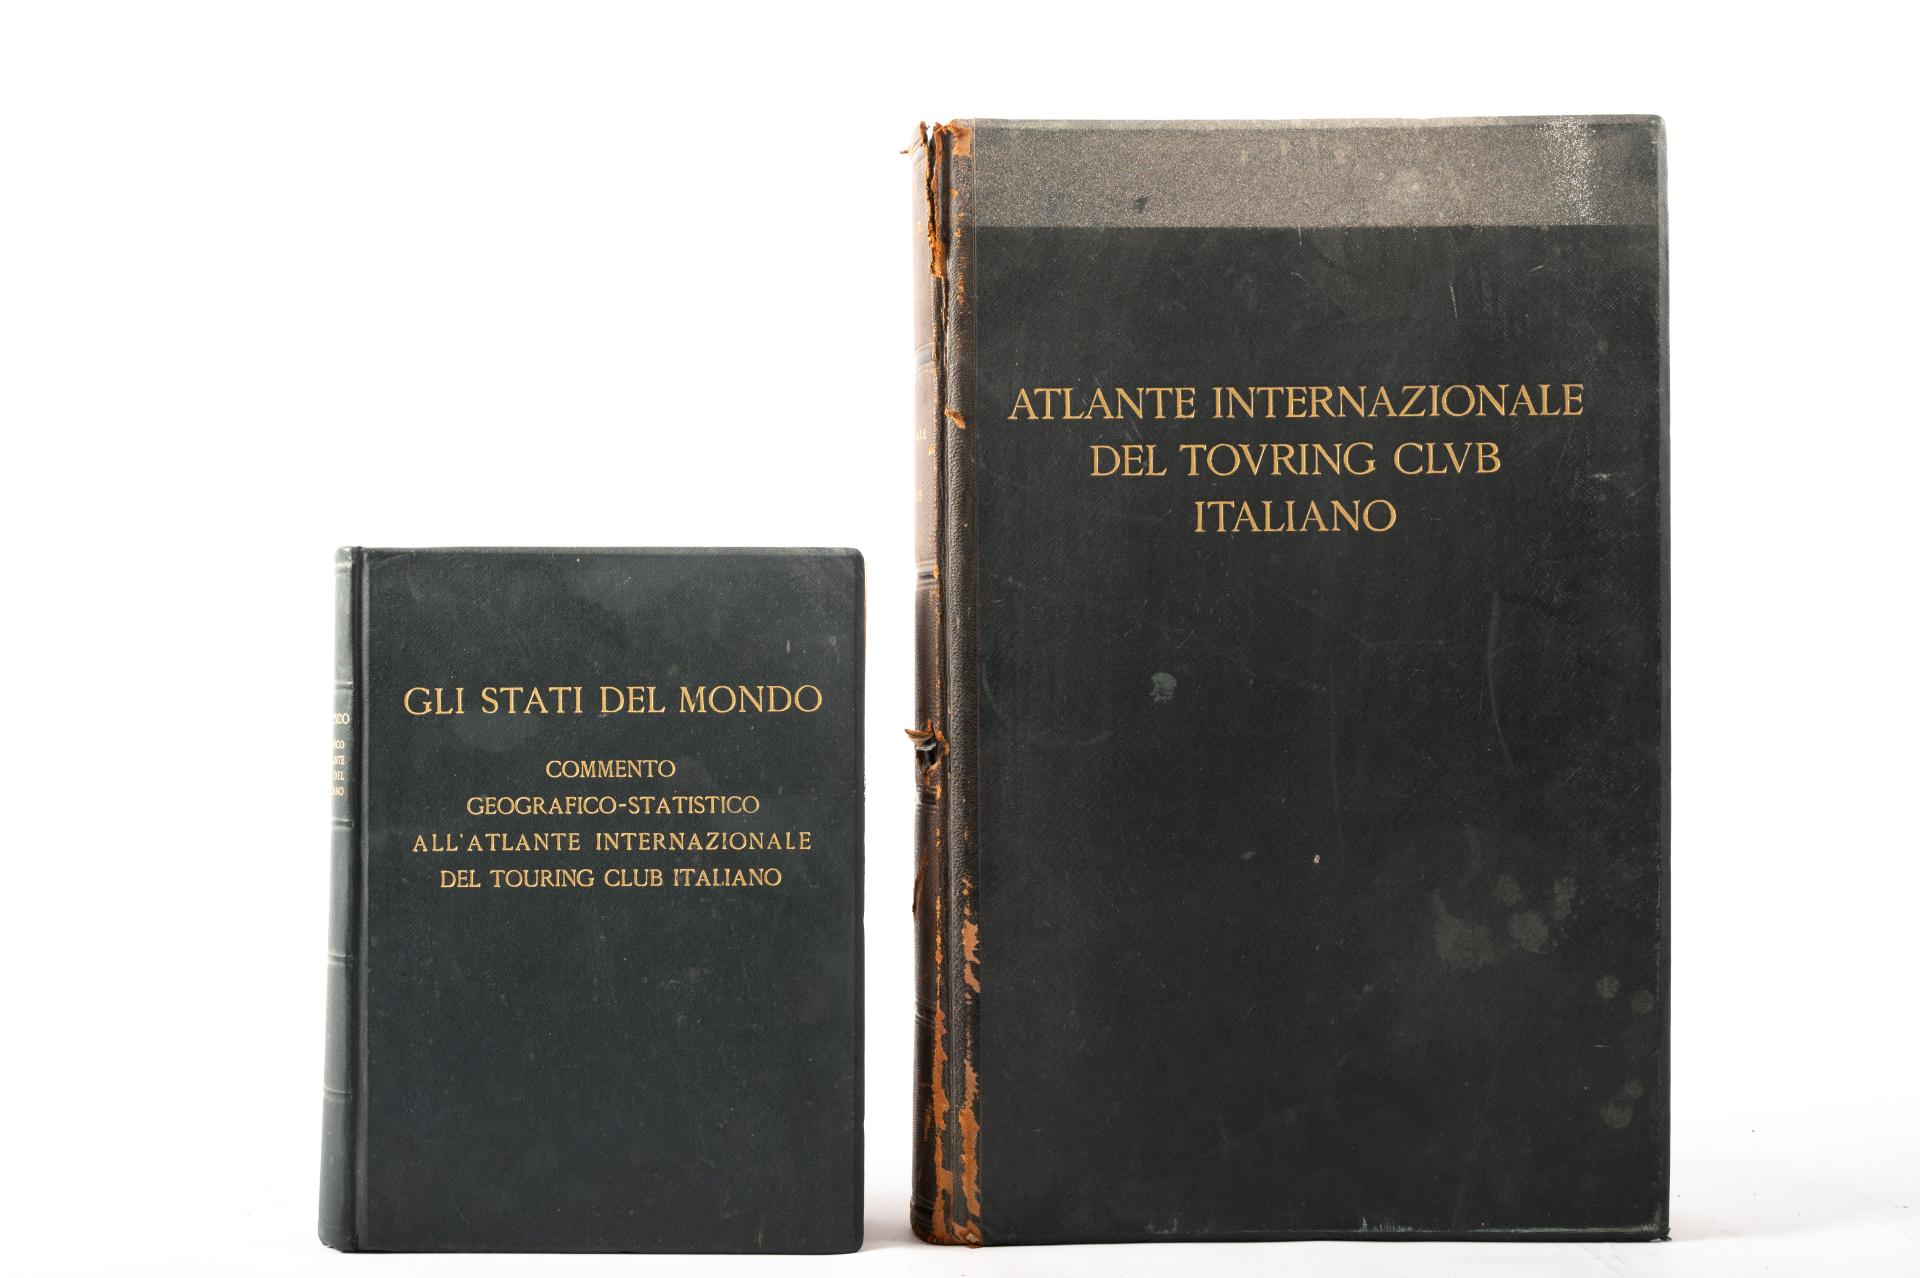 GLI STATI DEL MONDO
COMMENTO
GEOGRAFICO-STATISTICO
ALL'ATLANTE INTERNAZIONALE
DEL TOURING CLUB ITALIANO
ATLANTE INTERNAZIONALE
DEL TOVRING CLVB
ITALIANO